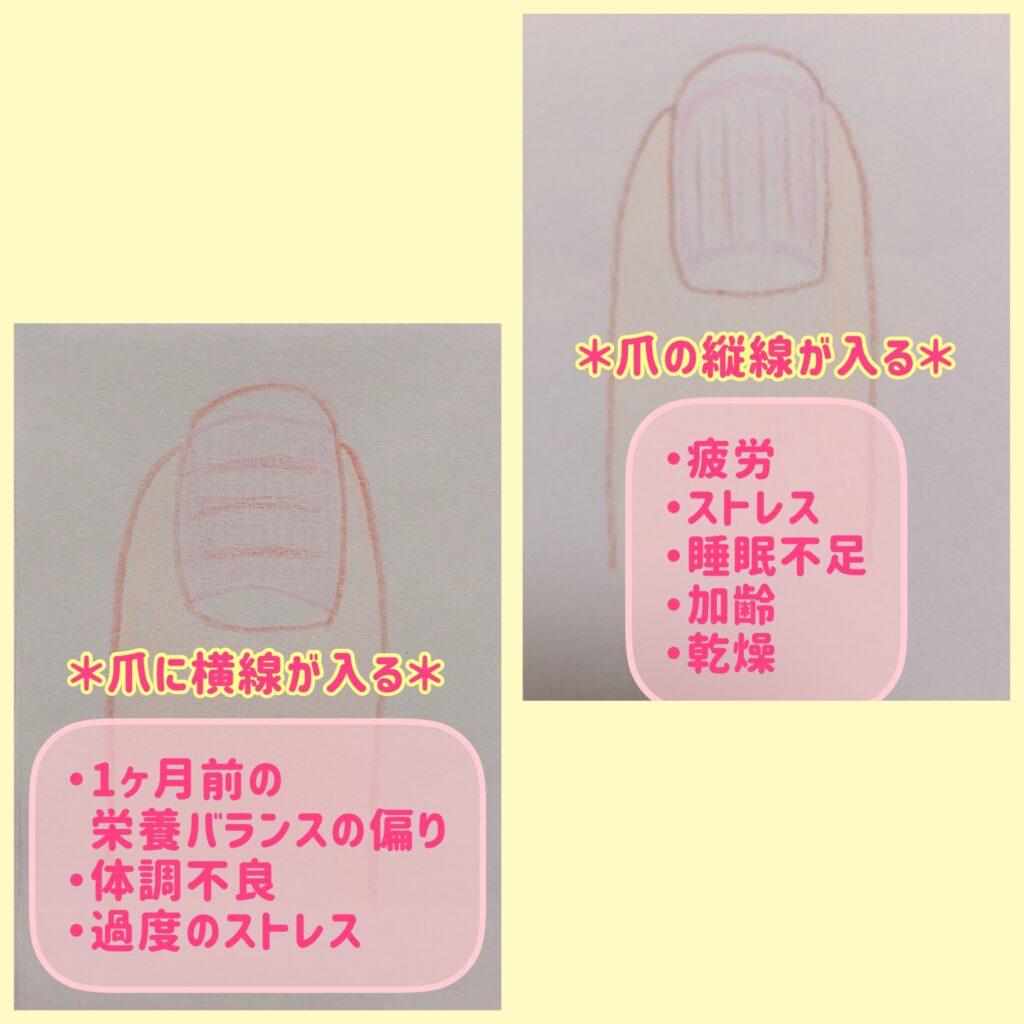 ＊爪の縦線が入る＊
・疲労
・ストレス
・睡眠不足
・加齢
・乾燥
＊爪に横線が入る＊
・1ヶ月前の
栄養バランスの偏り
・体調不良
・過度のストレス